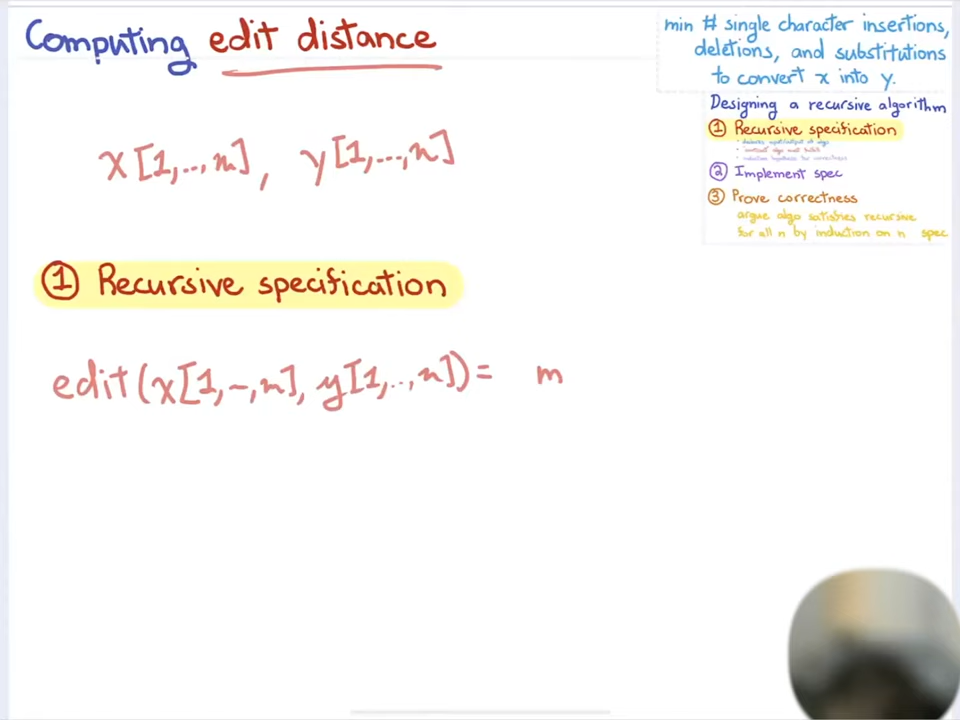 Computing edit distance
min # single character insertions,
deletions, and substitutions
to convert x into y.
Designing a recursive algorithm
① Recursive specification
② Implement spec
③ Prove correctness
argue algo satisfies recursive
for all n by induction on n spec
x[1,..,m], y[1,...,n]
① Recursive specification
edit(x[1,-,m], y[1,..,n]) = m